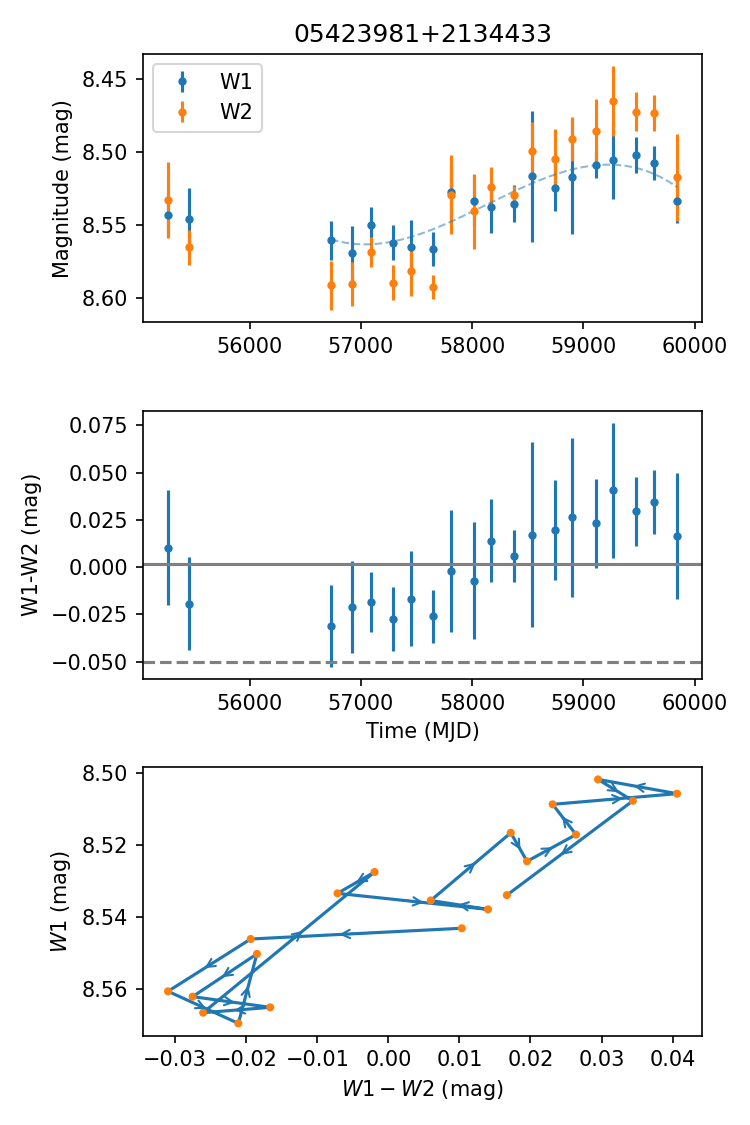 05423981+2134433
W1
W2
8.45
8.50
8.55
8.60
Magnitude (mag)
56000 57000 58000 59000 60000
0.075
0.050
0.025
0.000
−0.025
−0.050
W1-W2 (mag)
56000 57000 58000 59000 60000
Time (MJD)
8.50
8.52
8.54
8.56
W1 (mag)
−0.03 −0.02 −0.01 0.00 0.01 0.02 0.03 0.04
W1 − W2 (mag)